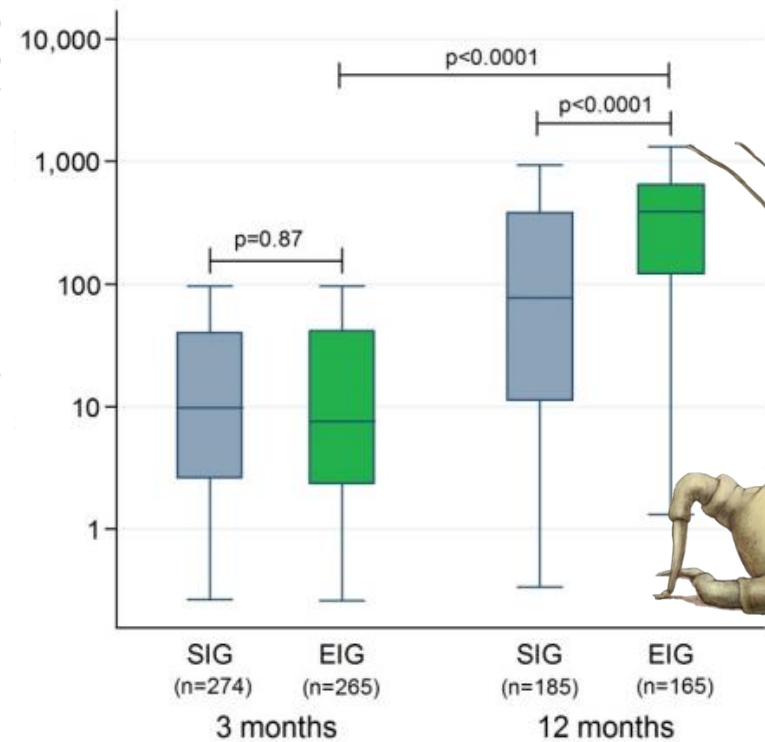 10,000
p<0.0001
p<0.0001
1,000
p=0.87
100
10
1
SIG EIG SIG EIG
(n=274) (n=265) (n=185) (n=165)
3 months 12 months